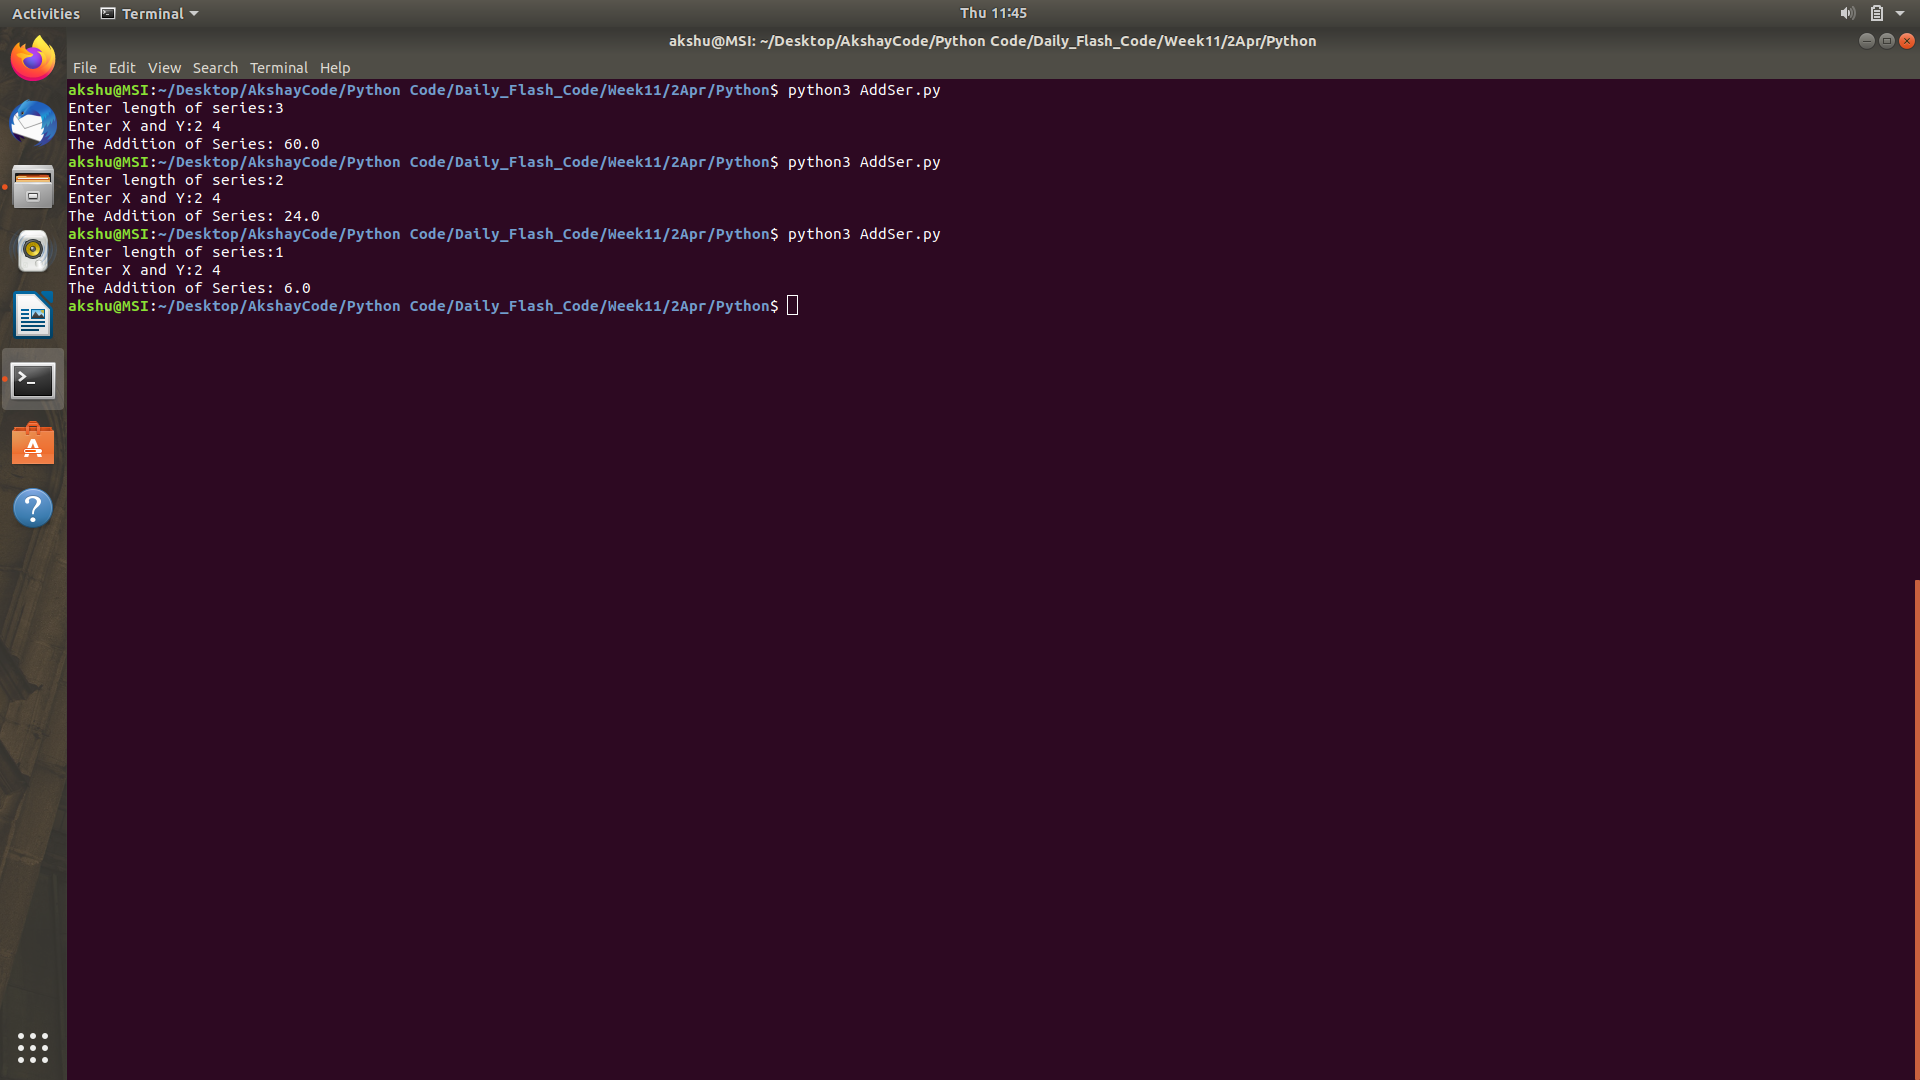 Activities Terminal Thu 11:45
akshu@MSI: ~/Desktop/AkshayCode/Python Code/Daily_Flash_Code/Week11/2Apr/Python
File Edit View Search Terminal Help
akshu@MSI:~/Desktop/AkshayCode/Python Code/Daily_Flash_Code/Week11/2Apr/Python$ python3 AddSer.py
Enter length of series:3
Enter X and Y:2 4
The Addition of Series: 60.0
akshu@MSI:~/Desktop/AkshayCode/Python Code/Daily_Flash_Code/Week11/2Apr/Python$ python3 AddSer.py
Enter length of series:2
Enter X and Y:2 4
The Addition of Series: 24.0
akshu@MSI:~/Desktop/AkshayCode/Python Code/Daily_Flash_Code/Week11/2Apr/Python$ python3 AddSer.py
Enter length of series:1
Enter X and Y:2 4
The Addition of Series: 6.0
akshu@MSI:~/Desktop/AkshayCode/Python Code/Daily_Flash_Code/Week11/2Apr/Python$